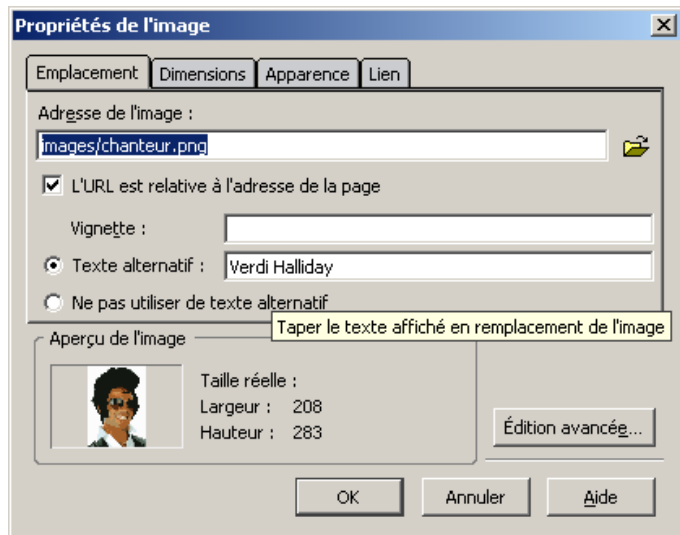 Propriétés de l'image
Emplacement Dimensions Apparence Lien
Adresse de l'image :
images/chanteur.png
L'URL est relative à l'adresse de la page
Vignette :
Texte alternatif : Verdi Halliday
Ne pas utiliser de texte alternatif
Taper le texte affiché en remplacement de l'image
Aperçu de l'image
Taille réelle :
Largeur : 208
Hauteur : 283
Édition avancée...
OK Annuler Aide